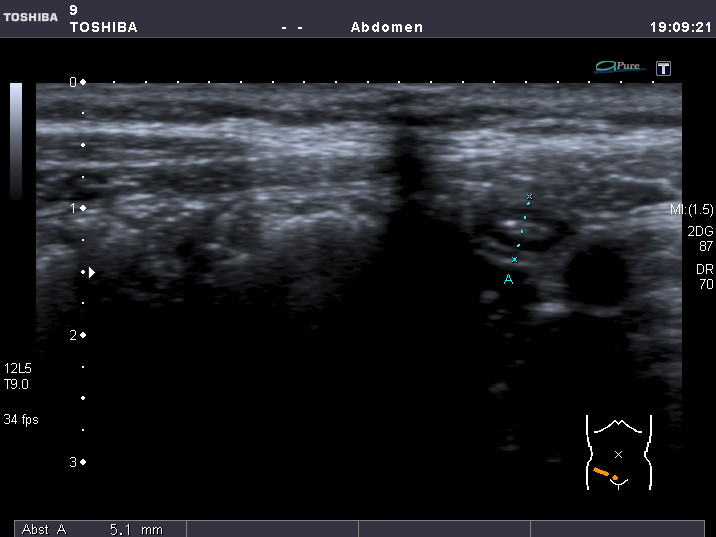 TOSHIBA
9
TOSHIBA - - Abdomen 19:09:21
aPure T
0
1
2
3
MI:(1.5)
2DG
87
DR
70
12L5
T9.0
34 fps
A
Abst A 5.1 mm